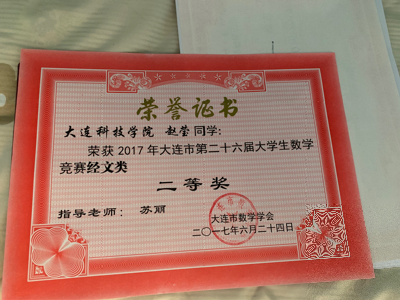 荣誉证书
大连科技学院 赵莹同学:
荣获 2017 年大连市第二十六届大学生数学
竞赛经文类
二等奖
指导老师: 苏丽
大连市数学学会
二〇一七年六月二十四日